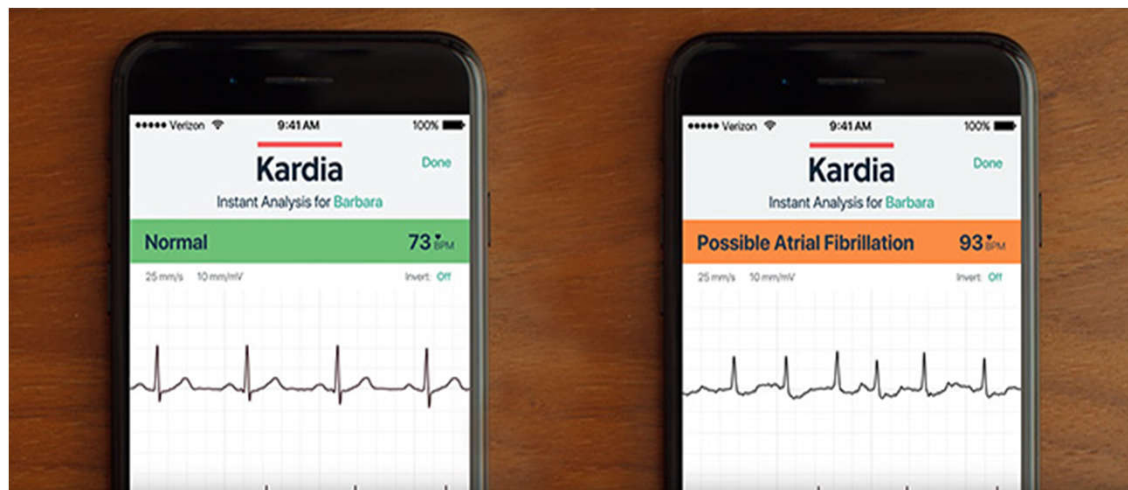 Verizon 9:41 AM 100%
Kardia
Done
Instant Analysis for Barbara
Normal 73 BPM
25 mm/s 10 mm/mV Invert: Off
Verizon 9:41 AM 100%
Kardia
Done
Instant Analysis for Barbara
Possible Atrial Fibrillation 93 BPM
25 mm/s 10 mm/mV Invert: Off